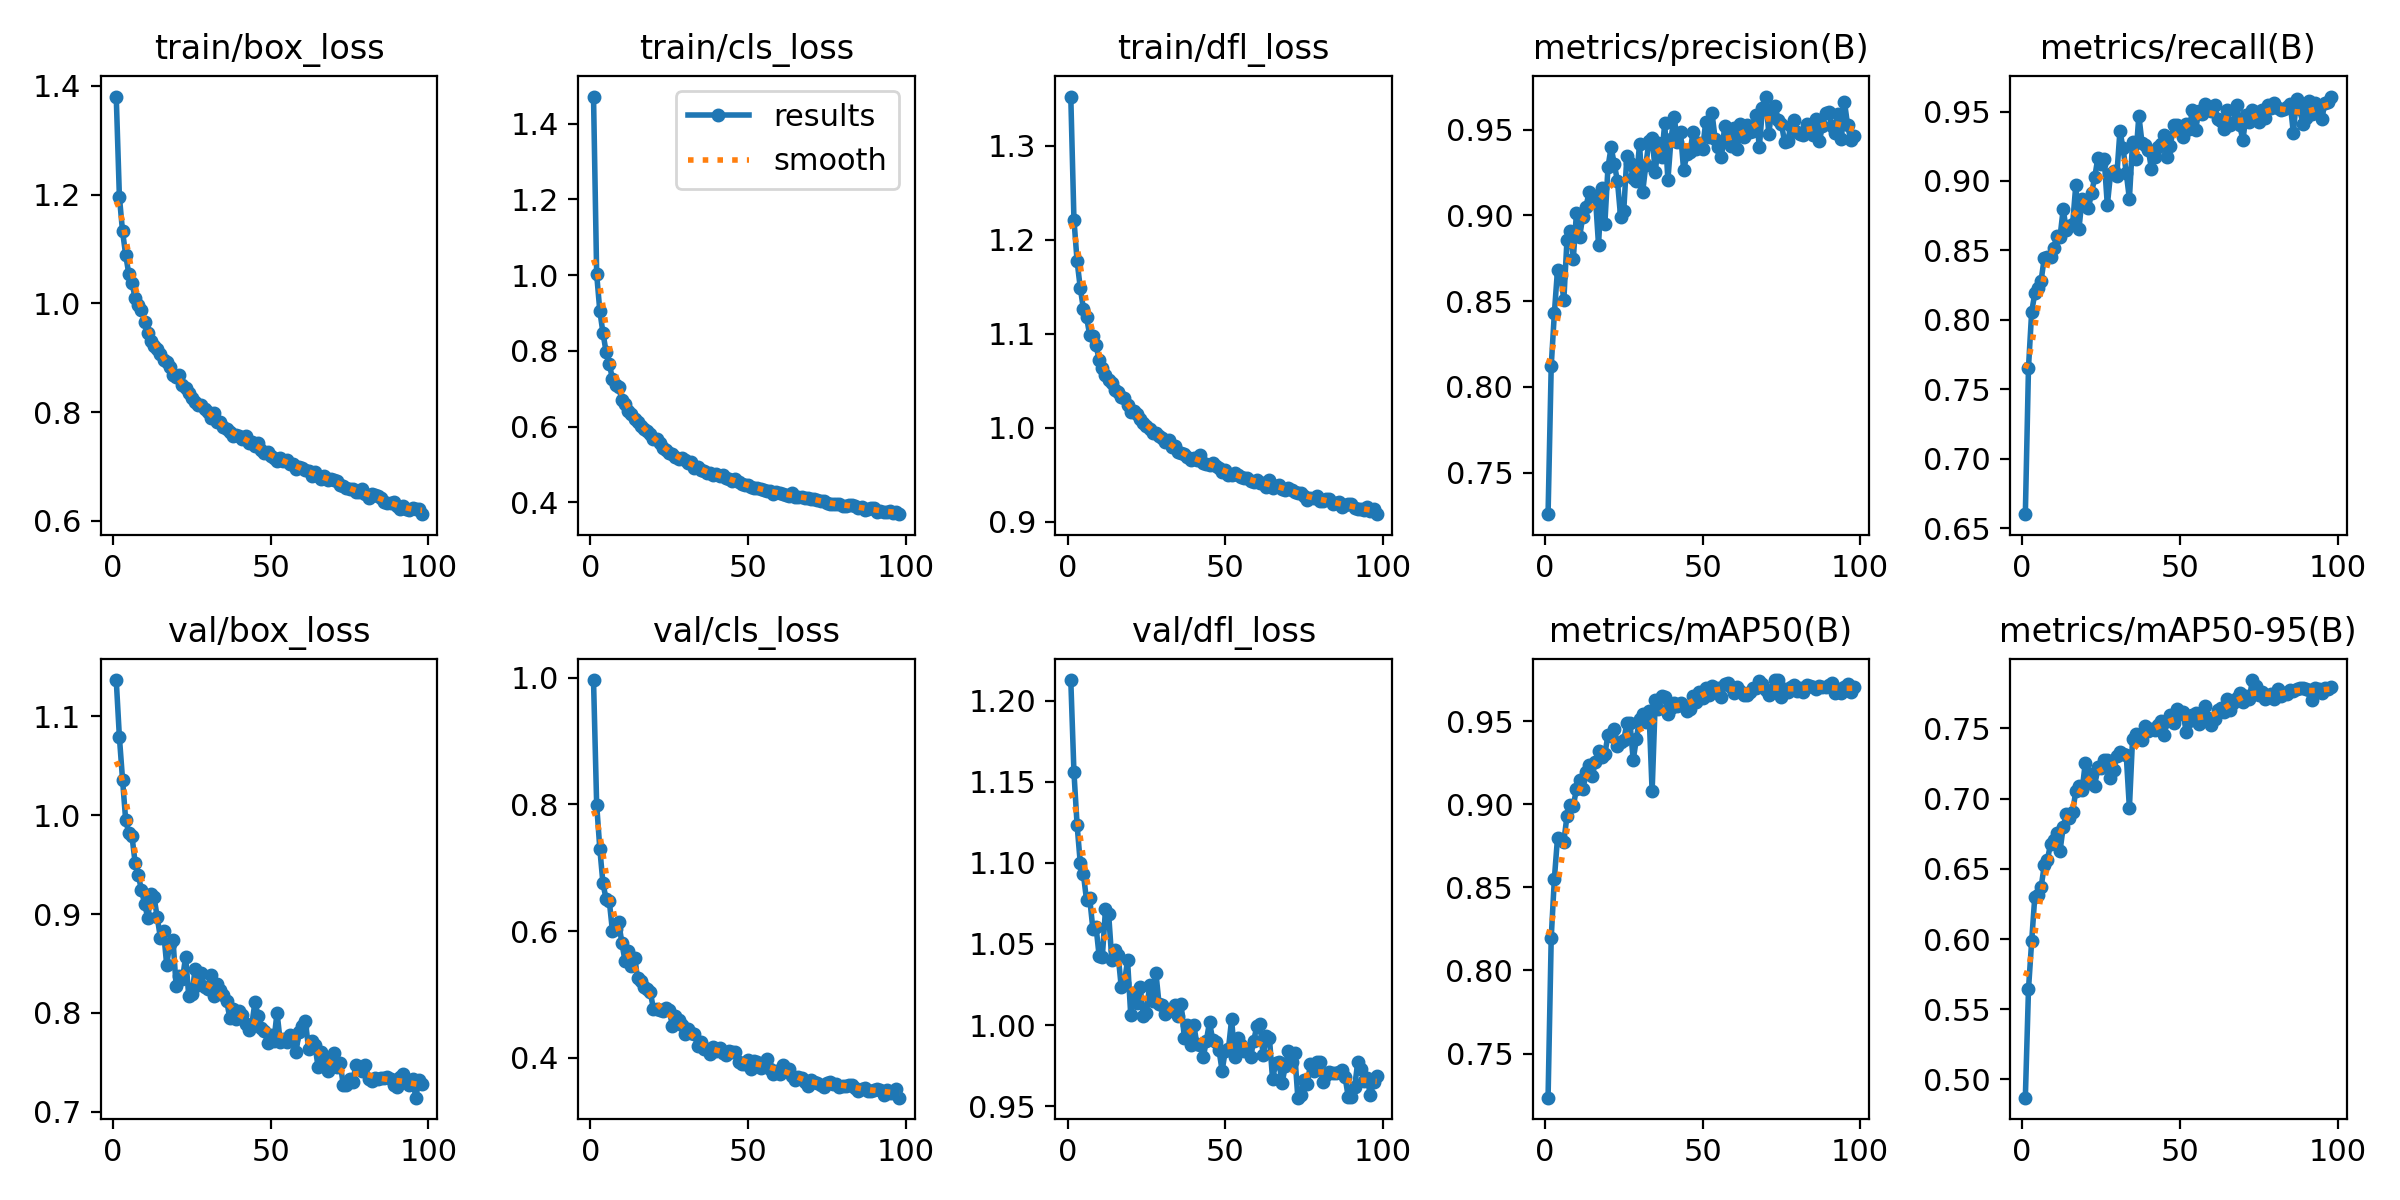 train/box_loss
1.4
1.2
1.0
0.8
0.6
0 50 100
train/cls_loss
results
smooth
1.4
1.2
1.0
0.8
0.6
0.4
0 50 100
train/dfl_loss
1.3
1.2
1.1
1.0
0.9
0 50 100
metrics/precision(B)
0.95
0.90
0.85
0.80
0.75
0 50 100
metrics/recall(B)
0.95
0.90
0.85
0.80
0.75
0.70
0.65
0 50 100
val/box_loss
1.1
1.0
0.9
0.8
0.7
0 50 100
val/cls_loss
1.0
0.8
0.6
0.4
0 50 100
val/dfl_loss
1.20
1.15
1.10
1.05
1.00
0.95
0 50 100
metrics/mAP50(B)
0.95
0.90
0.85
0.80
0.75
0 50 100
metrics/mAP50-95(B)
0.75
0.70
0.65
0.60
0.55
0.50
0 50 100